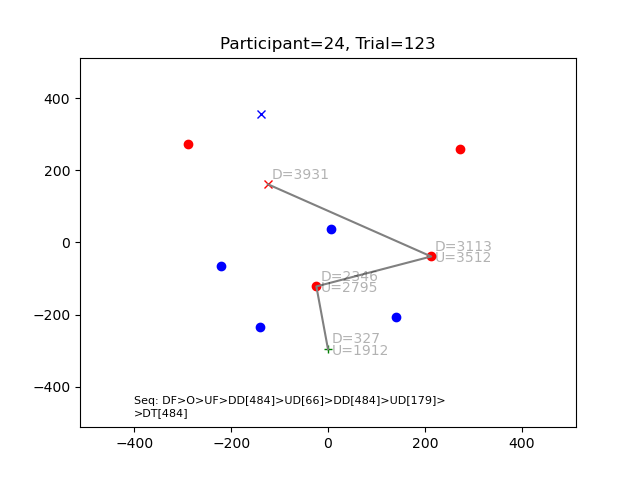 Participant=24, Trial=123
400
200
0
−200
−400
D=3931
D=3113
U=3512
D=2346
U=2795
D=327
U=1912
Seq: DF>O>UF>DD[484]>UD[66]>DD[484]>UD[179]>
>DT[484]
−400
−200
0
200
400